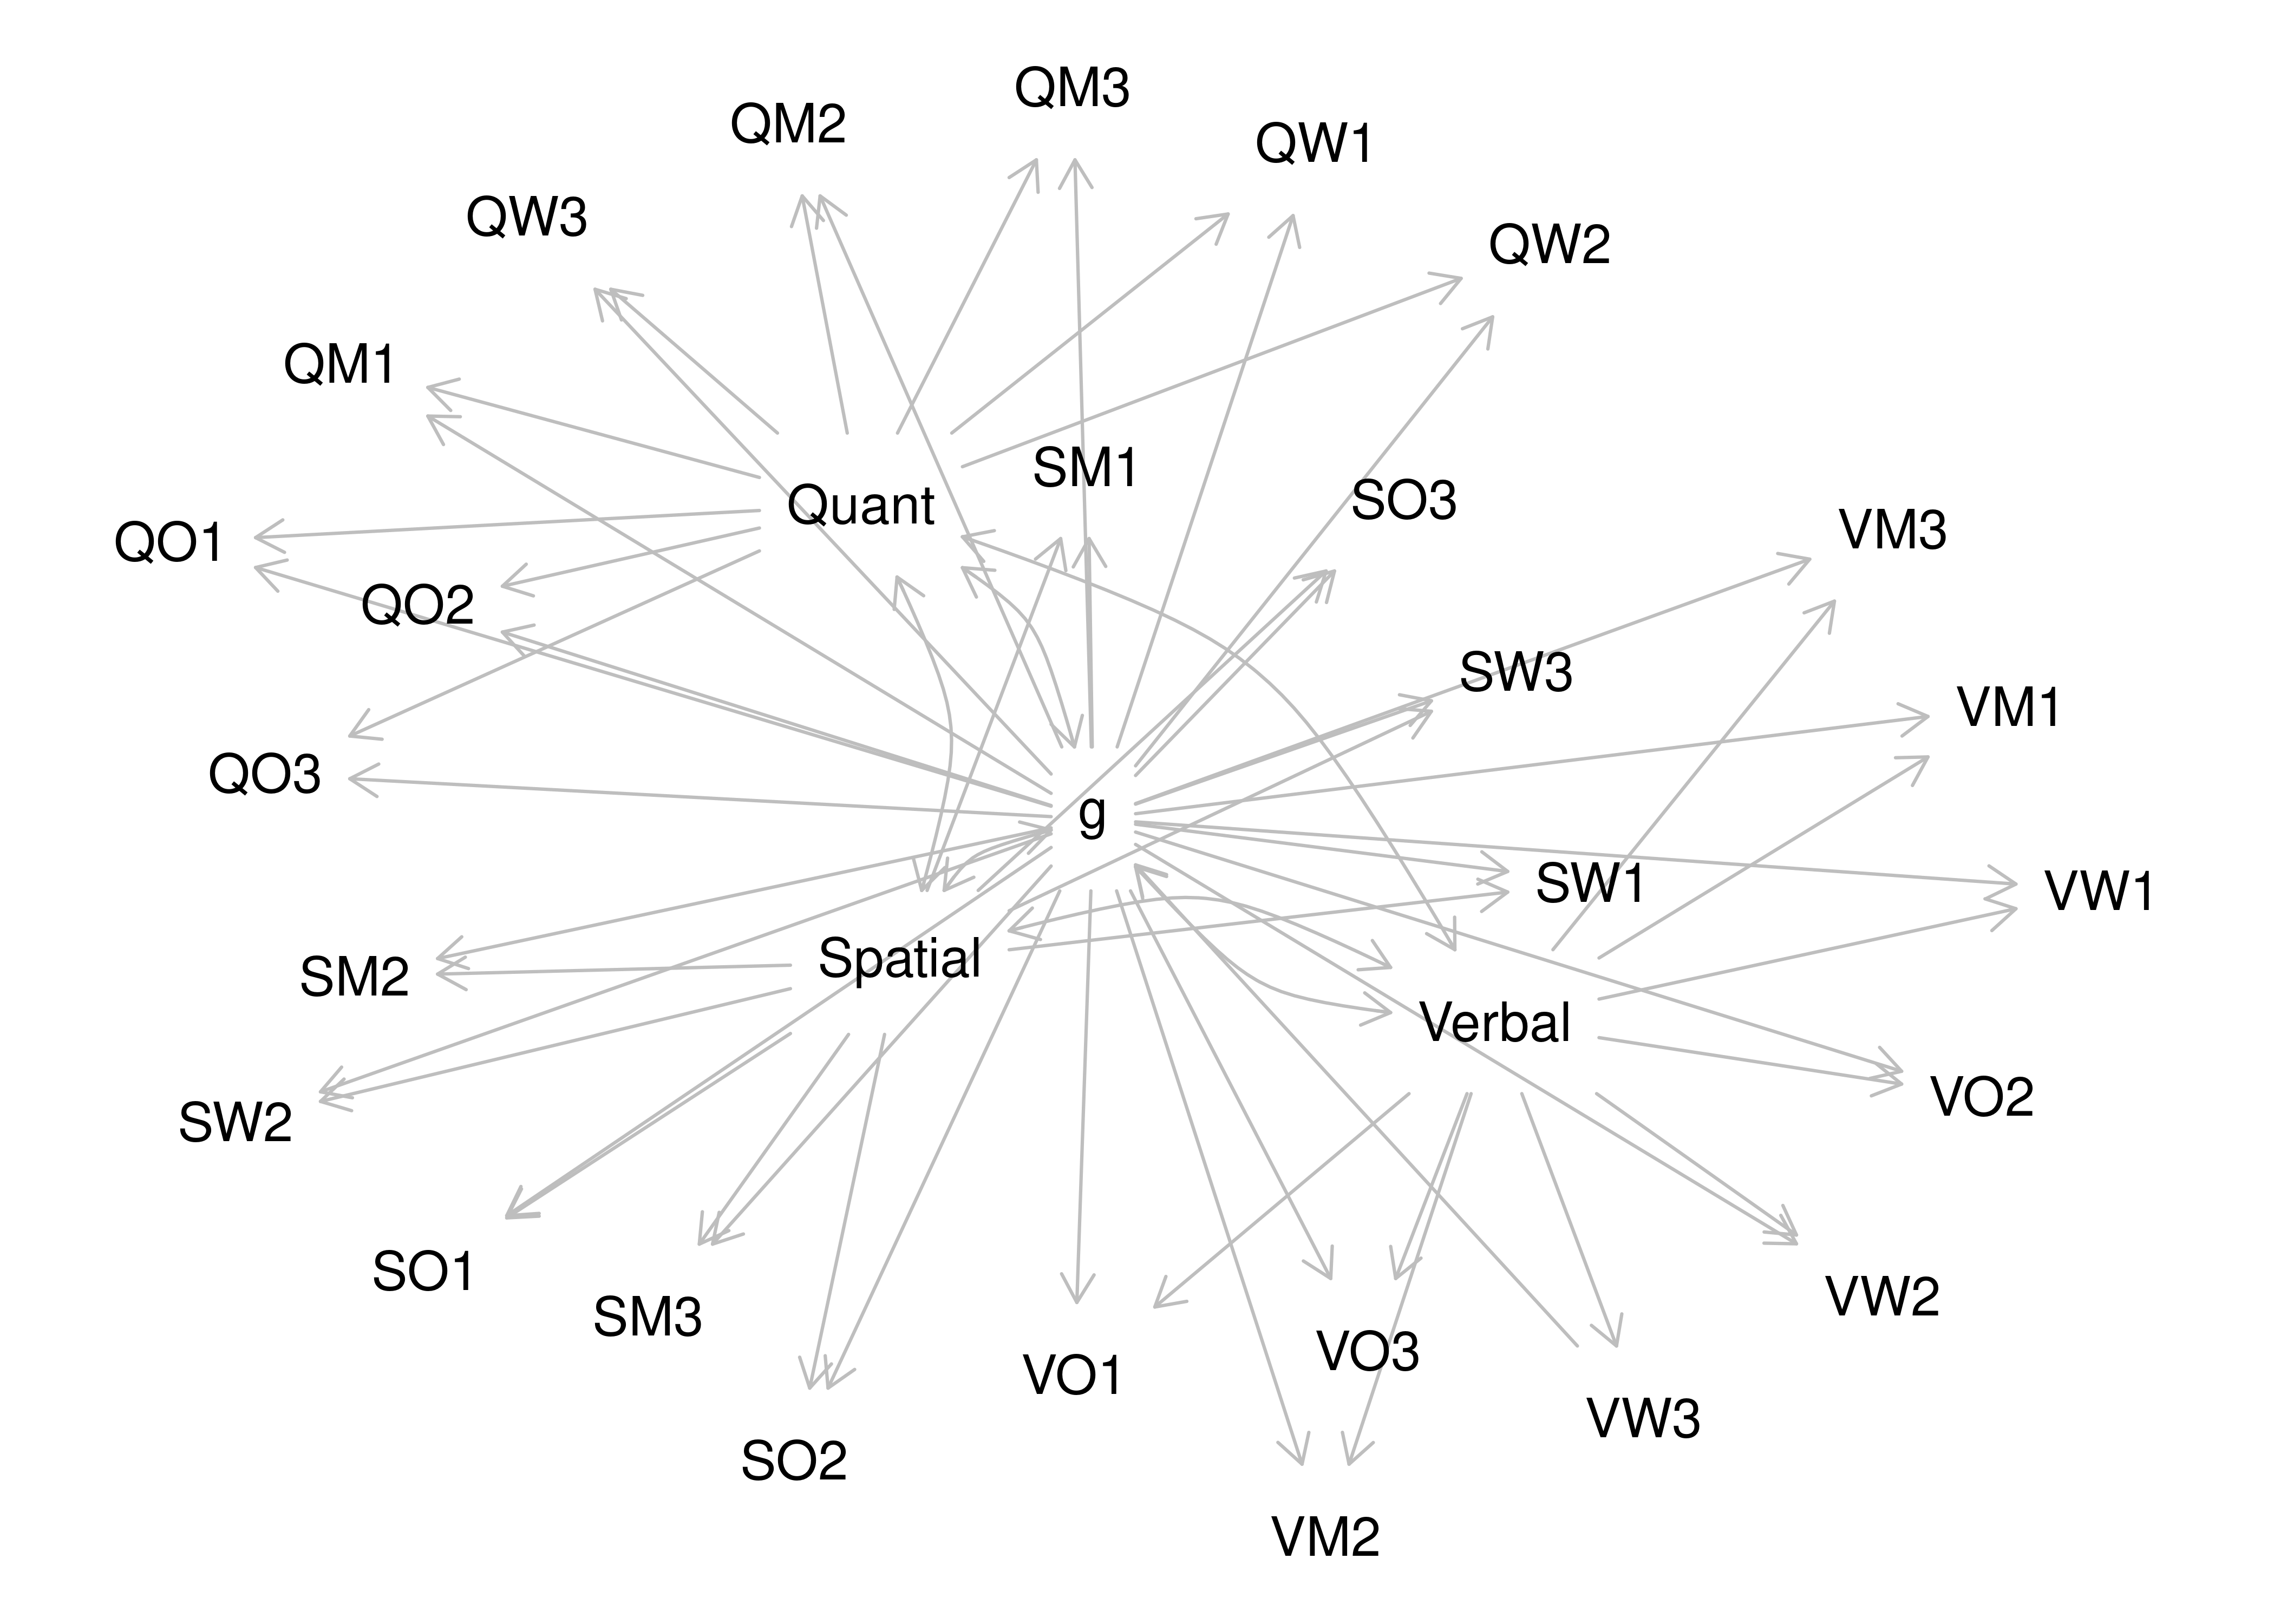 QM3
QM2
QW1
QW3
QW2
QM1
SM1
SO3
Quant
VM3
QO1
QO2
SW3
VM1
QO3
g
SW1
VW1
Spatial
SM2
Verbal
VO2
SW2
SO1
VW2
SM3
VO3
VO1
VW3
SO2
VM2